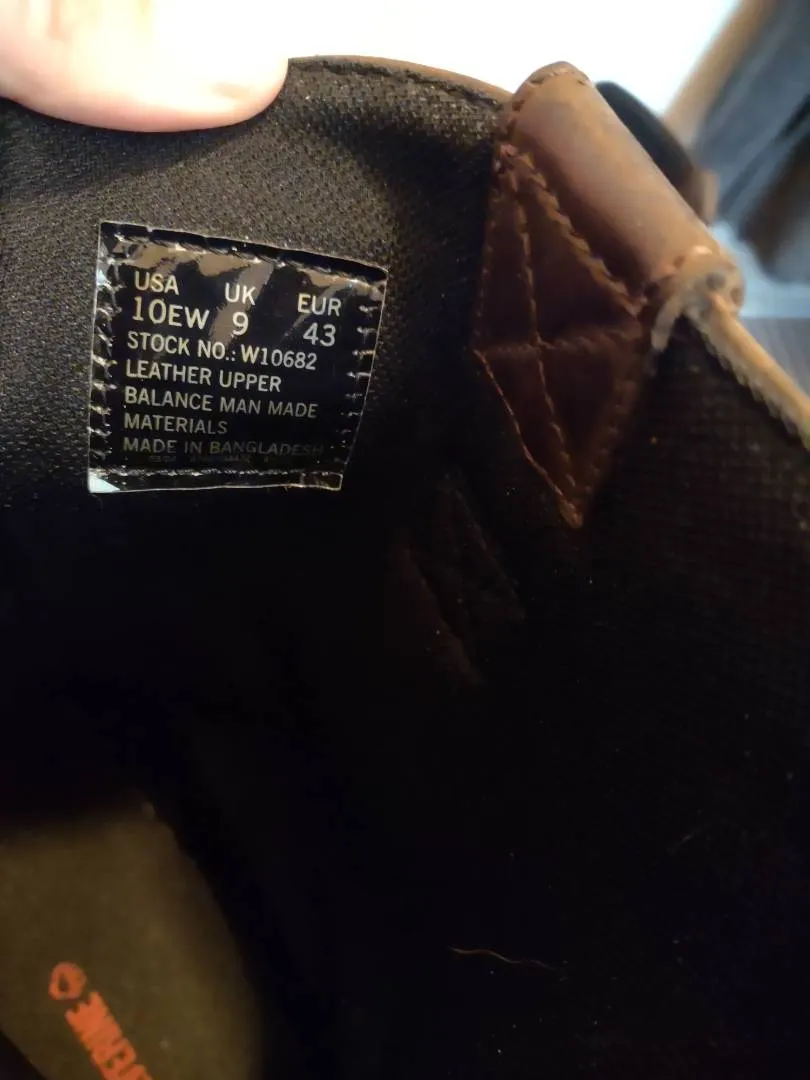 USA UK EUR
10EW 9 43
STOCK NO.: W10682
LEATHER UPPER
BALANCE MAN MADE
MATERIALS
MADE IN BANGLADESH